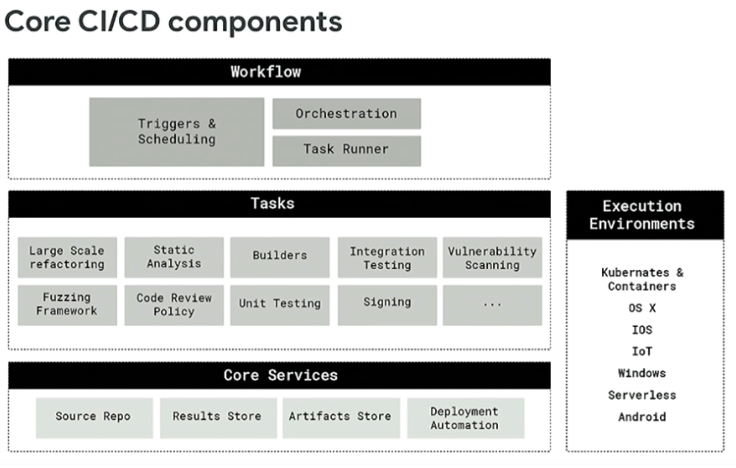 Core CI/CD components
Workflow
Triggers &
Scheduling
Orchestration
Task Runner
Tasks
Large Scale
refactoring
Static
Analysis
Builders
Integration
Testing
Vulnerability
Scanning
Fuzzing
Framework
Code Review
Policy
Unit Testing
Signing
...
Core Services
Source Repo
Results Store
Artifacts Store
Deployment
Automation
Execution
Environments
Kubernates &
Containers
OS X
IOS
IoT
Windows
Serverless
Android